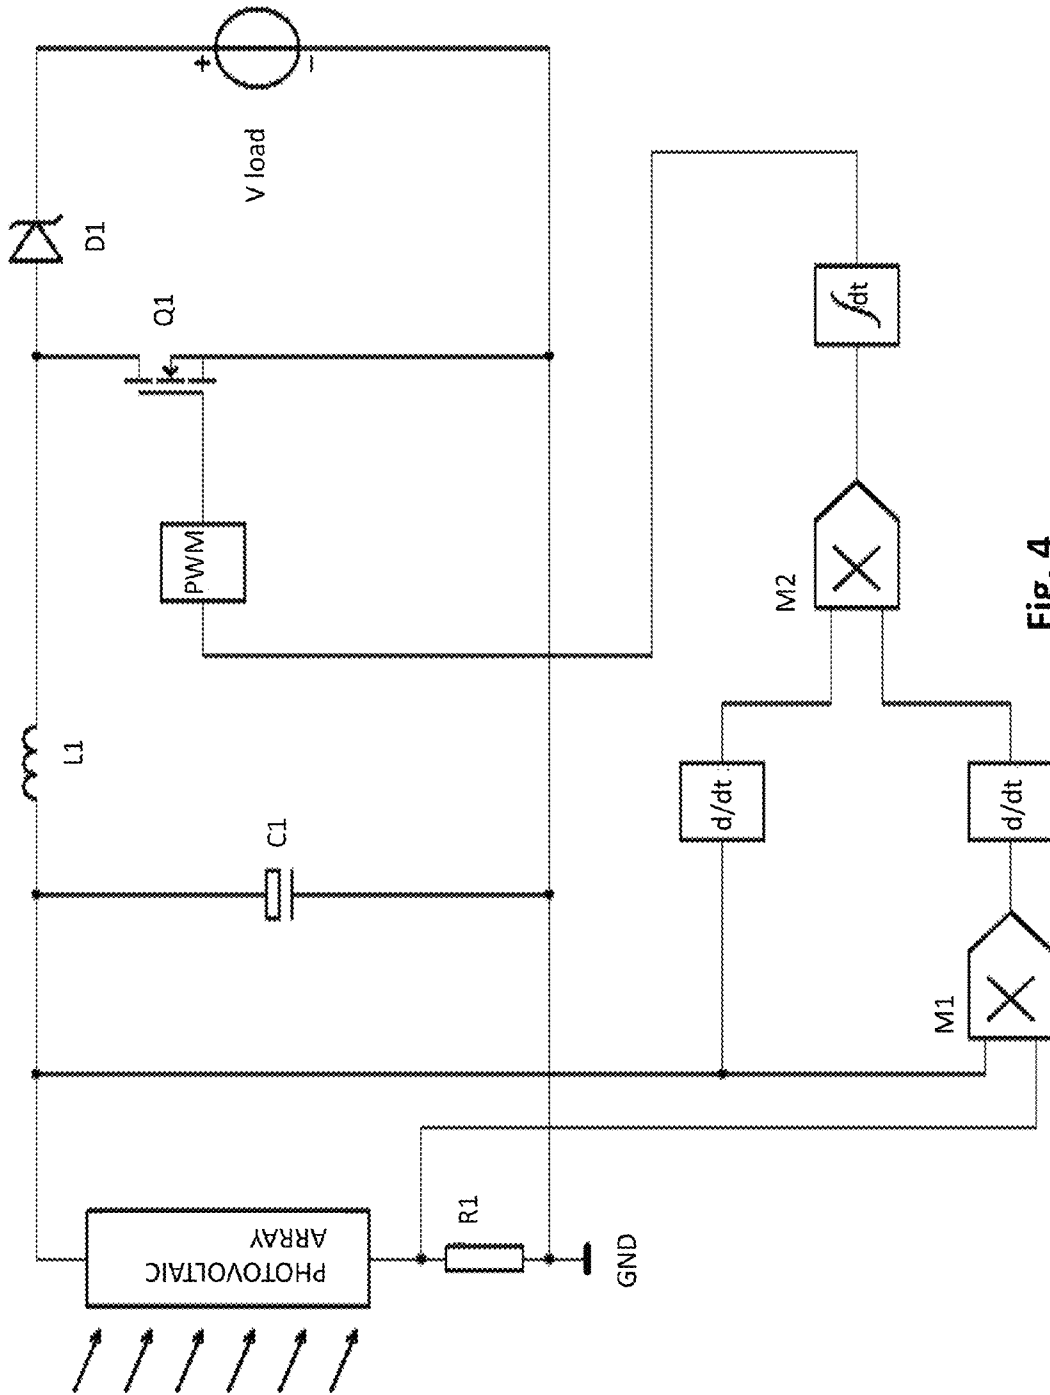 PHOTOVOLTAIC
ARRAY
R1
GND
C1
L1
PWM
Q1
D1
+
−
V load
M1
d/dt
d/dt
M2
∫dt
Fig. 4